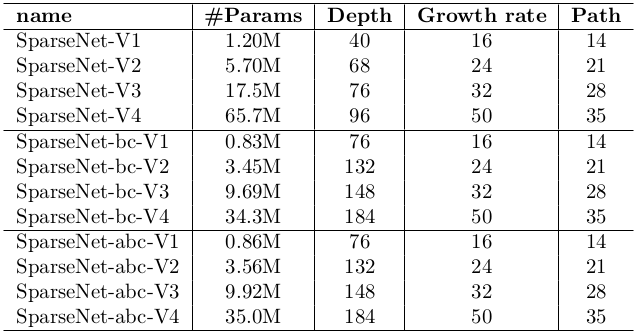 name #Params Depth Growth rate Path
SparseNet-V1 1.20M 40 16 14
SparseNet-V2 5.70M 68 24 21
SparseNet-V3 17.5M 76 32 28
SparseNet-V4 65.7M 96 50 35
SparseNet-bc-V1 0.83M 76 16 14
SparseNet-bc-V2 3.45M 132 24 21
SparseNet-bc-V3 9.69M 148 32 28
SparseNet-bc-V4 34.3M 184 50 35
SparseNet-abc-V1 0.86M 76 16 14
SparseNet-abc-V2 3.56M 132 24 21
SparseNet-abc-V3 9.92M 148 32 28
SparseNet-abc-V4 35.0M 184 50 35